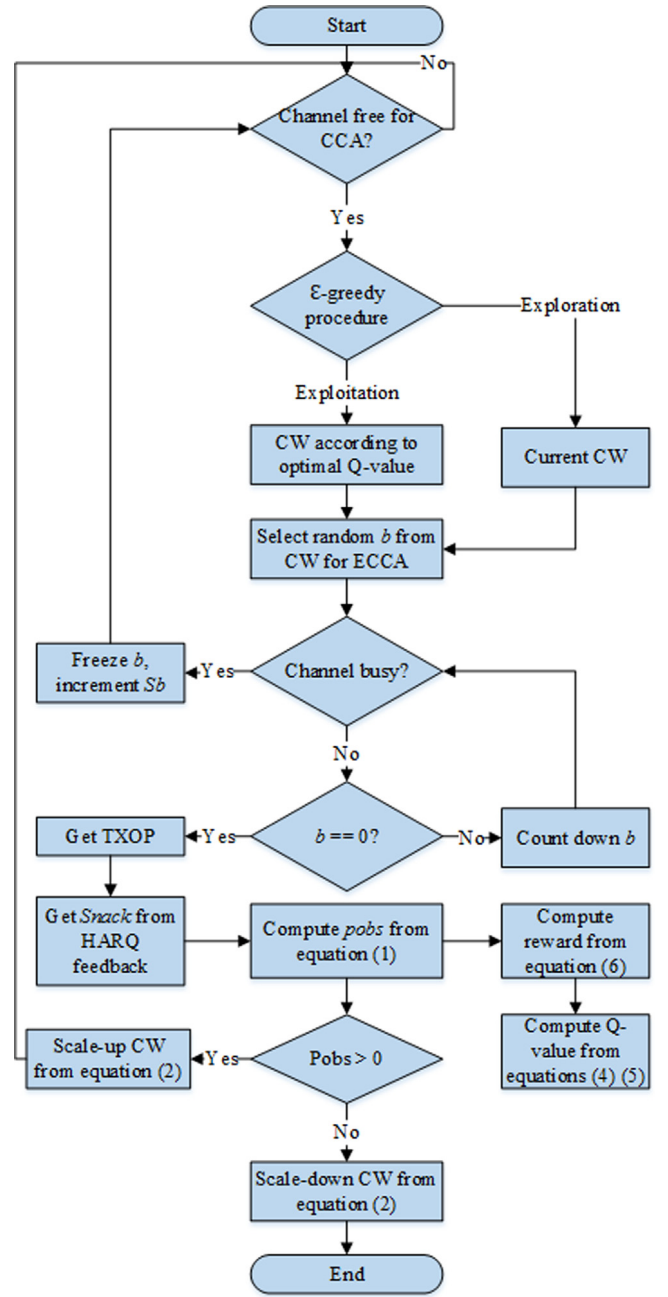 Start
No
Channel free for
CCA?
Yes
Ɛ-greedy
procedure
Exploration
Exploitation
CW according to
optimal Q-value
Current CW
Select random b from
CW for ECCA
Freeze b,
increment Sb
Yes
Channel busy?
No
Get TXOP
Yes
b == 0?
No
Count down b
Get Snack from
HARQ
feedback
Compute pobs from
equation (1)
Compute
reward from
equation (6)
Scale-up CW
from equation (2)
Yes
Pobs > 0
Compute Q-
value from
equations (4) (5)
No
Scale-down CW from
equation (2)
End